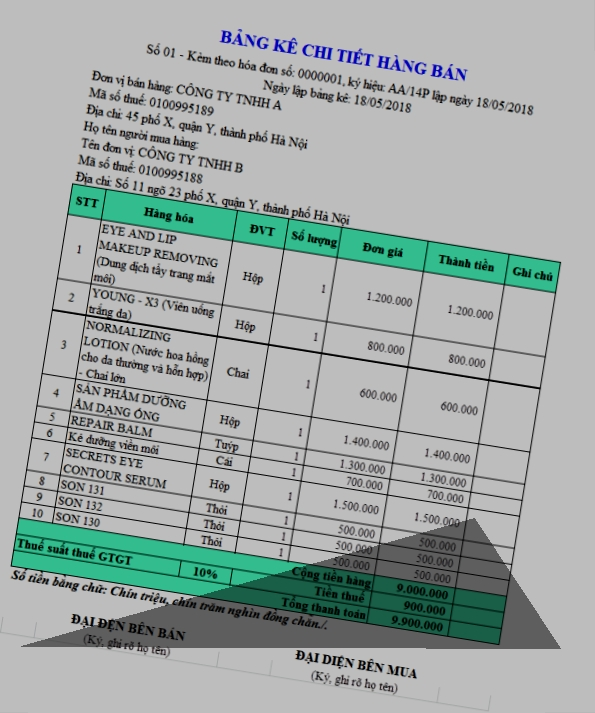 BẢNG KÊ CHI TIẾT HÀNG BÁN
Số 01 - Kèm theo hóa đơn số: 0000001, ký hiệu: AA/14P lập ngày 18/05/2018
Ngày lập bảng kê: 18/05/2018
Đơn vị bán hàng: CÔNG TY TNHH A
Mã số thuế: 0100995189
Địa chỉ: 45 phố X, quận Y, thành phố Hà Nội
Họ tên người mua hàng:
Tên đơn vị: CÔNG TY TNHH B
Mã số thuế: 0100995188
Địa chỉ: Số 11 ngõ 23 phố X, quận Y, thành phố Hà Nội
STT Hàng hóa ĐVT Số lượng Đơn giá Thành tiền Ghi chú
1 EYE AND LIP MAKEUP REMOVING (Dung dịch tẩy trang mắt môi) Hộp 1 1.200.000 1.200.000
2 YOUNG - X3 (Viên uống trắng da) Hộp 1 800.000 800.000
3 NORMALIZING LOTION (Nước hoa hồng cho da thường và hỗn hợp) - Chai lớn Chai 1 600.000 600.000
4 SẢN PHẨM DƯỠNG ẨM DẠNG ỐNG Hộp 1 1.400.000 1.400.000
5 REPAIR BALM Tuýp 1 1.300.000 1.300.000
6 Kẻ dưỡng viền môi Cái 1 700.000 700.000
7 SECRETS EYE CONTOUR SERUM Hộp 1 1.500.000 1.500.000
8 SON 131 Thỏi 1 500.000 500.000
9 SON 132 Thỏi 1 500.000 500.000
10 SON 130 Thỏi 1 500.000 500.000
Cộng tiền hàng 9.000.000
Thuế suất thuế GTGT 10% Tiền thuế 900.000
Tổng thanh toán 9.900.000
Số tiền bằng chữ: Chín triệu, chín trăm nghìn đồng chẵn./.
ĐẠI DIỆN BÊN BÁN
(Ký, ghi rõ họ tên)
ĐẠI DIỆN BÊN MUA
(Ký, ghi rõ họ tên)